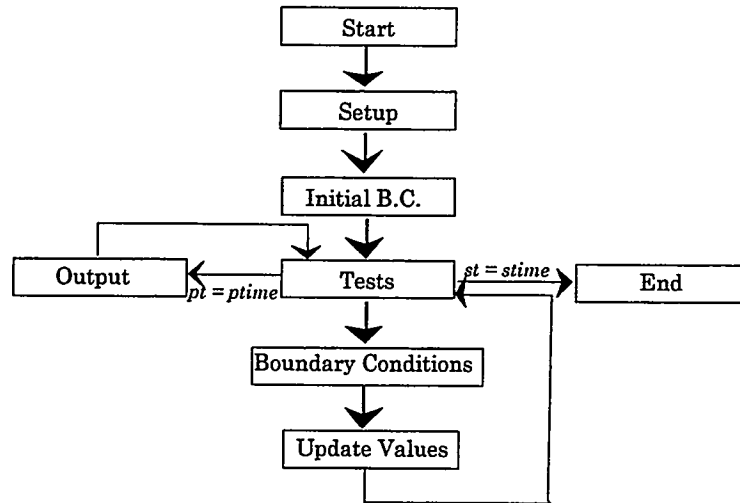 Start
Setup
Initial B.C.
Output
pt = ptime
Tests
st = stime
End
Boundary Conditions
Update Values